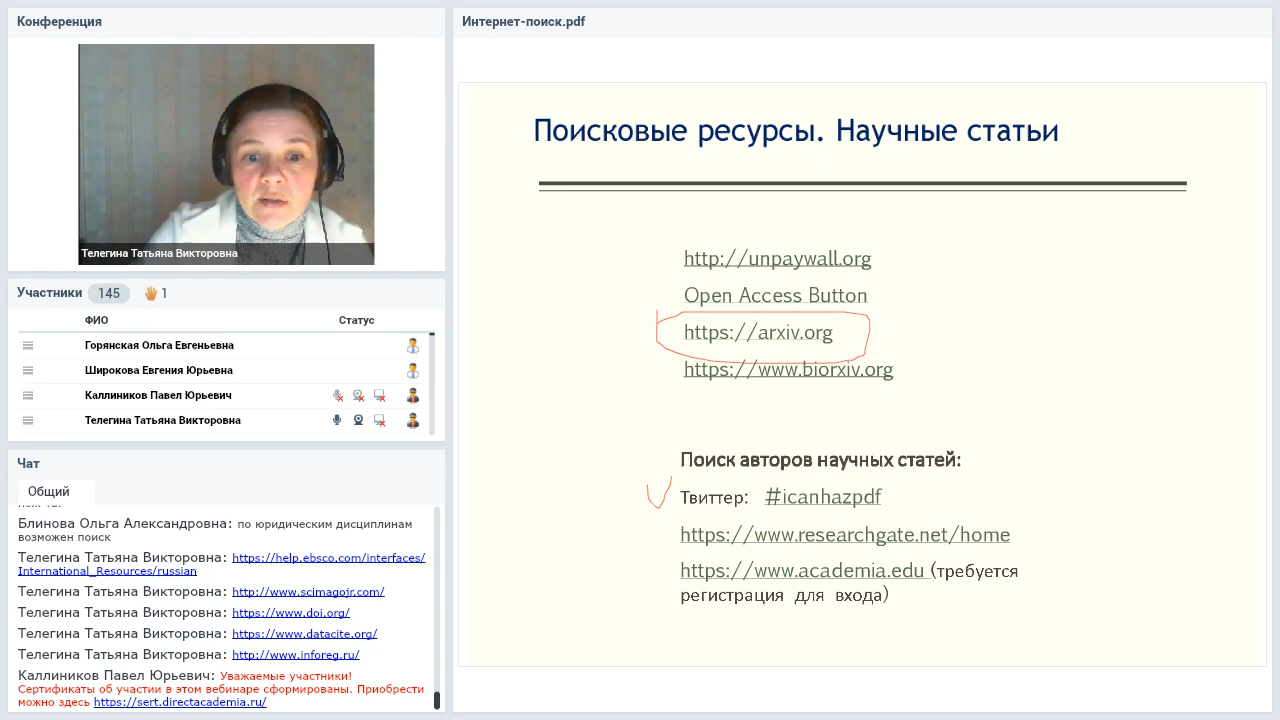 Конференция
Телегина Татьяна Викторовна
Участники 145 1
ФИО Статус
Горянская Ольга Евгеньевна
Широкова Евгения Юрьевна
Каллиников Павел Юрьевич
Телегина Татьяна Викторовна
Чат
Общий
Блинова Ольга Александровна: по юридическим дисциплинам
возможен поиск
Телегина Татьяна Викторовна: https://help.ebsco.com/interfaces/
International_Resources/russian
Телегина Татьяна Викторовна: http://www.scimagojr.com/
Телегина Татьяна Викторовна: https://www.doi.org/
Телегина Татьяна Викторовна: https://www.datacite.org/
Телегина Татьяна Викторовна: http://www.inforeg.ru/
Каллиников Павел Юрьевич: Уважаемые участники!
Сертификаты об участии в этом вебинаре сформированы. Приобрести
можно здесь https://sert.directacademia.ru/
Интернет-поиск.pdf
Поисковые ресурсы. Научные статьи
http://unpaywall.org
Open Access Button
https://arxiv.org
https://www.biorxiv.org
Поиск авторов научных статей:
Твиттер: #icanhazpdf
https://www.researchgate.net/home
https://www.academia.edu (требуется
регистрация для входа)